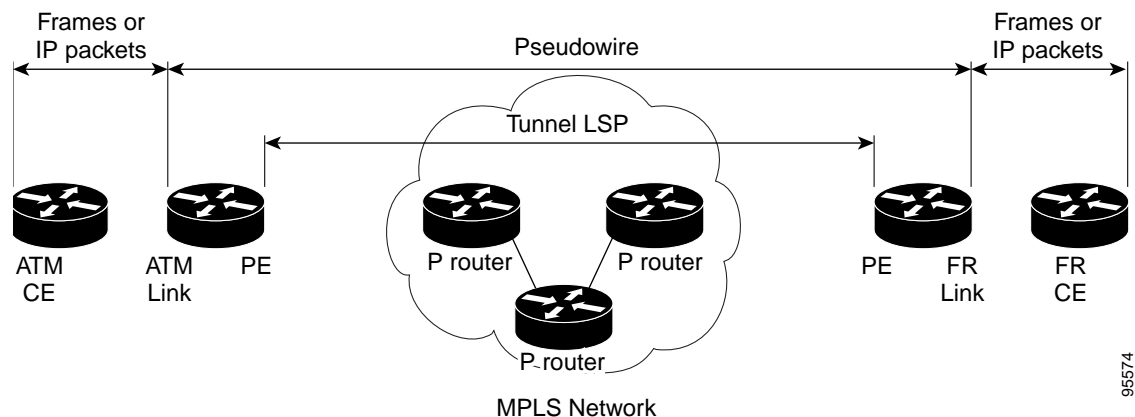 Frames or
IP packets
Pseudowire
Frames or
IP packets
Tunnel LSP
P router
P router
ATM
CE
ATM
Link
PE
PE
FR
Link
FR
CE
P router
MPLS Network
95574